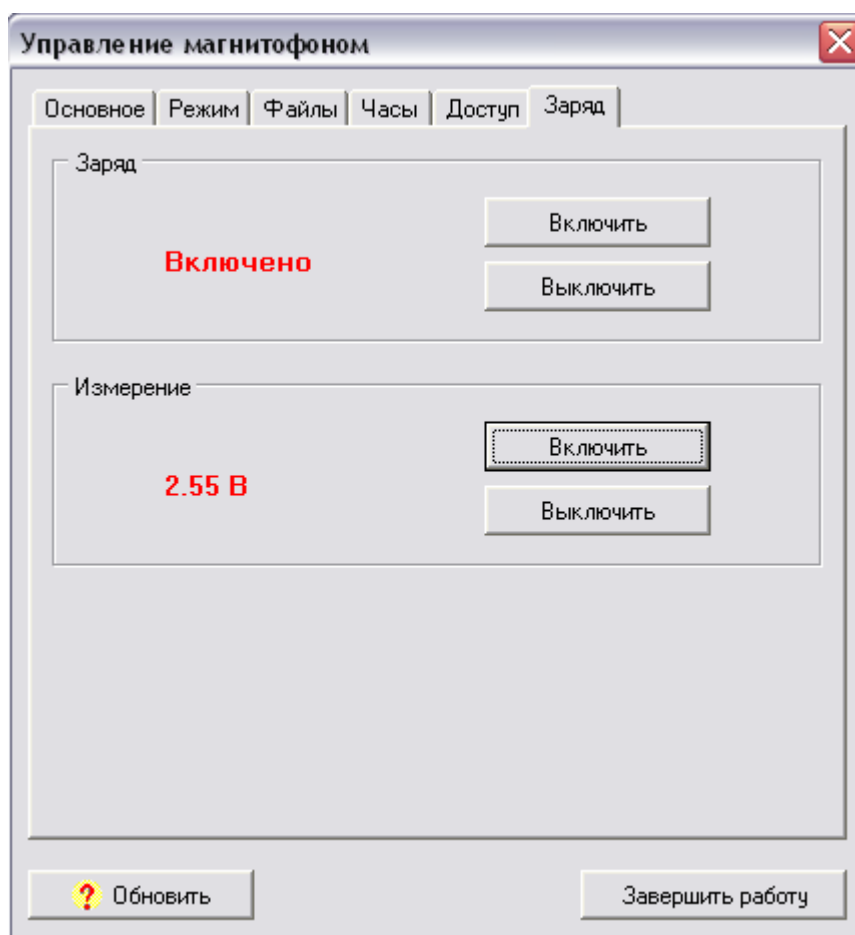 Управление магнитофоном
Основное Режим Файлы Часы Доступ Заряд
Заряд
Включить
Включено
Выключить
Измерение
Включить
2.55 В
Выключить
? Обновить Завершить работу